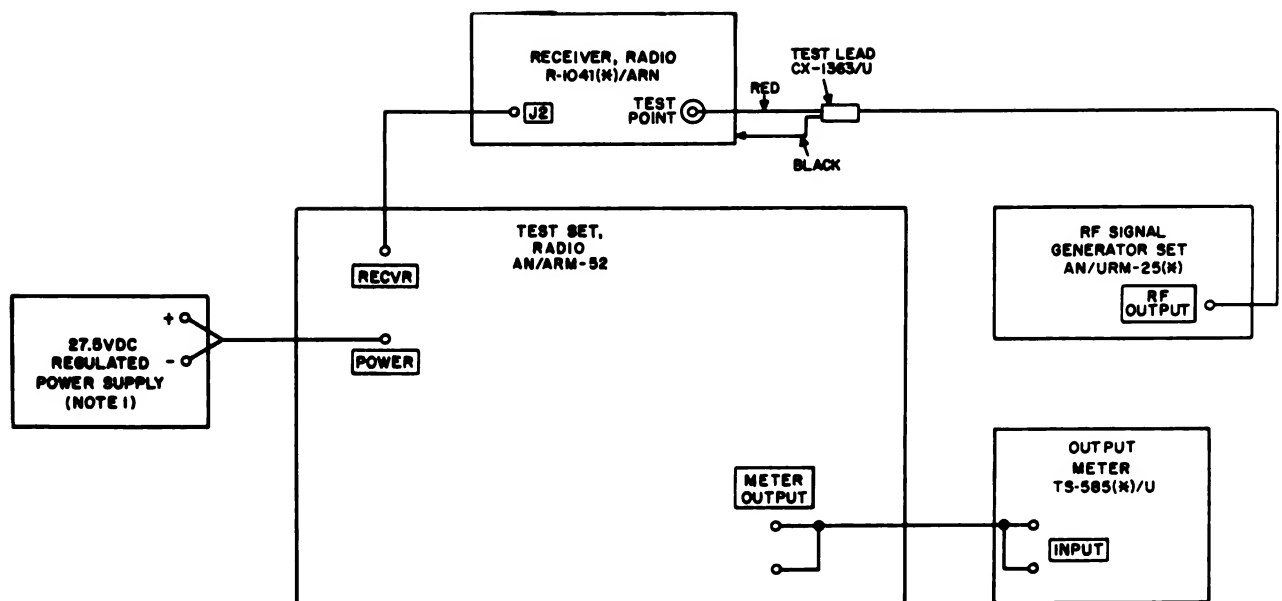 RECEIVER, RADIO
R-1041(*)/ARN
J2
TEST
POINT
RED
TEST LEAD
CX-1363/U
BLACK
TEST SET,
RADIO
AN/ARM-52
RECVR
POWER
+
-
27.5VDC
REGULATED
POWER SUPPLY
(NOTE 1)
RF SIGNAL
GENERATOR SET
AN/URM-25(*)
RF
OUTPUT
METER
OUTPUT
OUTPUT
METER
TS-585(*)/U
INPUT